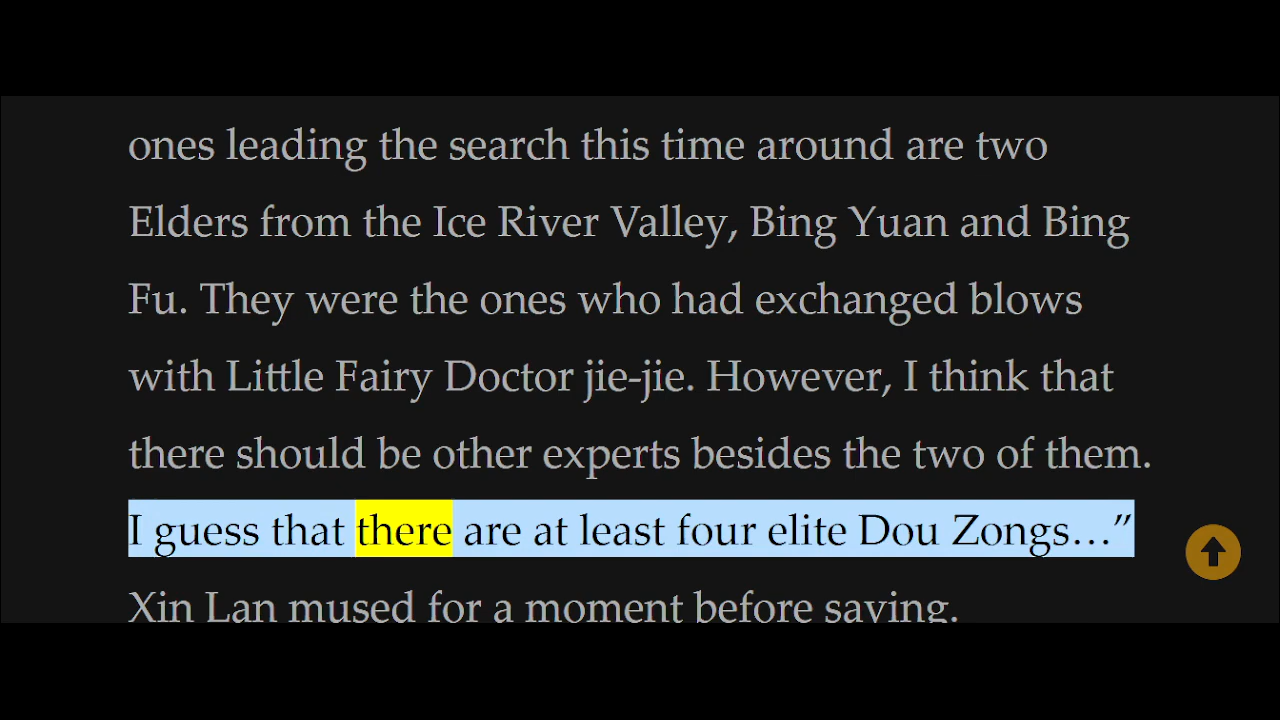 ones leading the search this time around are two
Elders from the Ice River Valley, Bing Yuan and Bing
Fu. They were the ones who had exchanged blows
with Little Fairy Doctor jie-jie. However, I think that
there should be other experts besides the two of them.
I guess that there are at least four elite Dou Zongs…”
Xin Lan mused for a moment before saying.